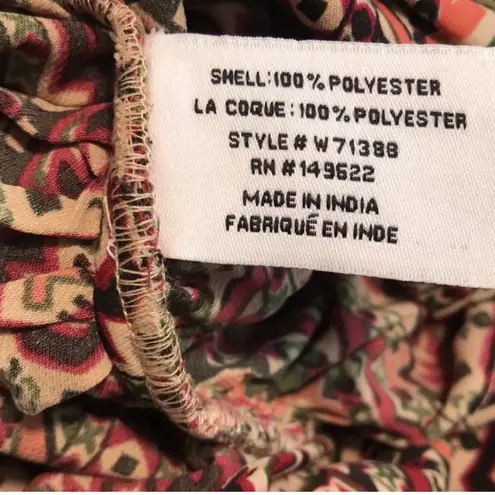 SHELL:100% POLYESTER
LA COQUE:100% POLYESTER
STYLE# W71388
RN #149622
MADE IN INDIA
FABRIQUÉ EN INDE